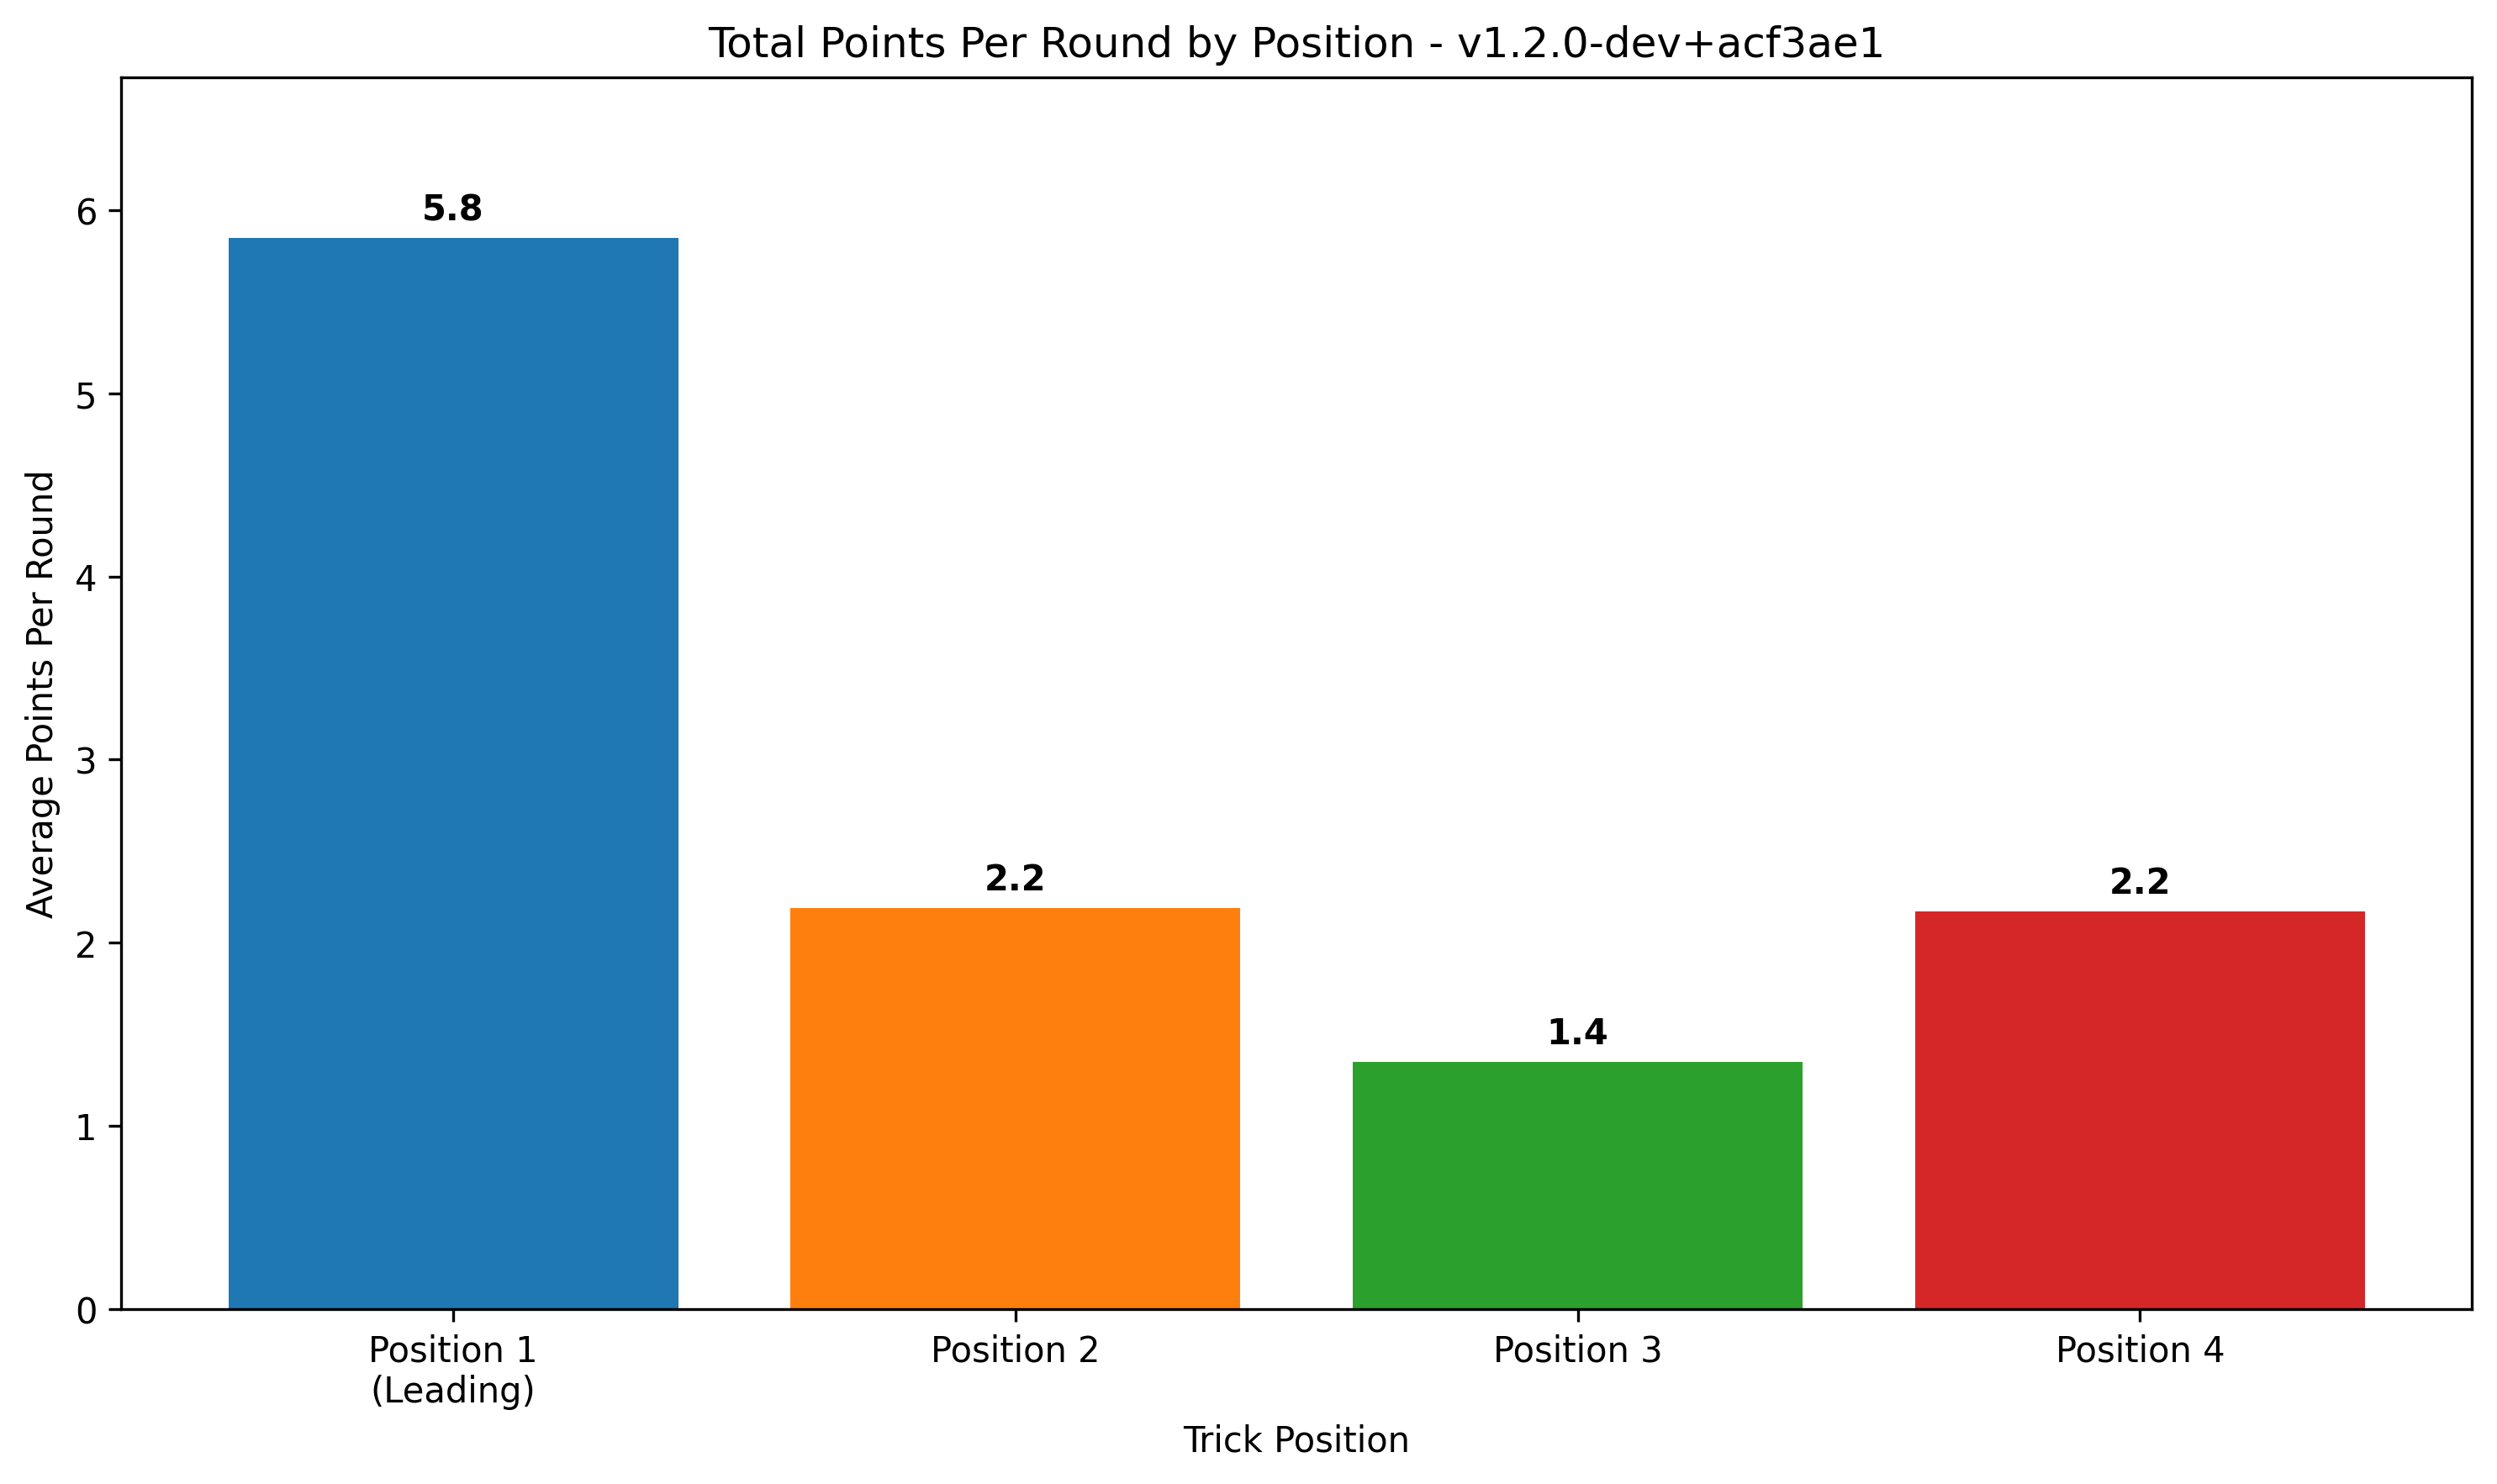 Total Points Per Round by Position - v1.2.0-dev+acf3ae1
Average Points Per Round
6
5
4
3
2
1
0
5.8
2.2
1.4
2.2
Position 1
(Leading)
Position 2
Position 3
Position 4
Trick Position